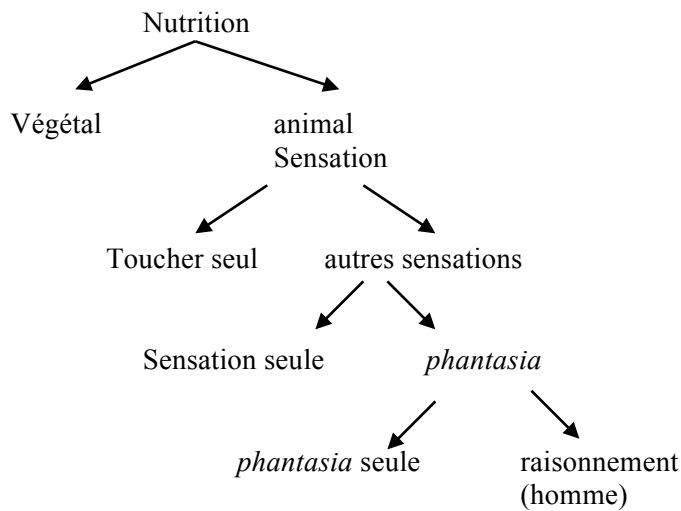 Nutrition
Végétal
animal
Sensation
Toucher seul
autres sensations
Sensation seule
phantasia
phantasia seule
raisonnement
(homme)